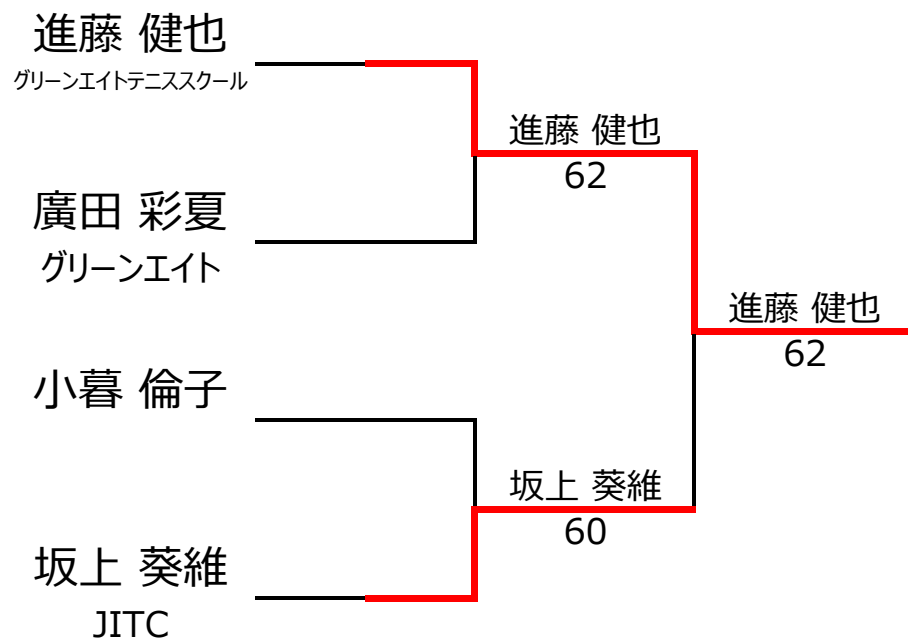 進藤 健也
グリーンエイトテニススクール
進藤 健也
62
廣田 彩夏
グリーンエイト
進藤 健也
62
小暮 倫子
坂上 葵維
60
坂上 葵維
JITC